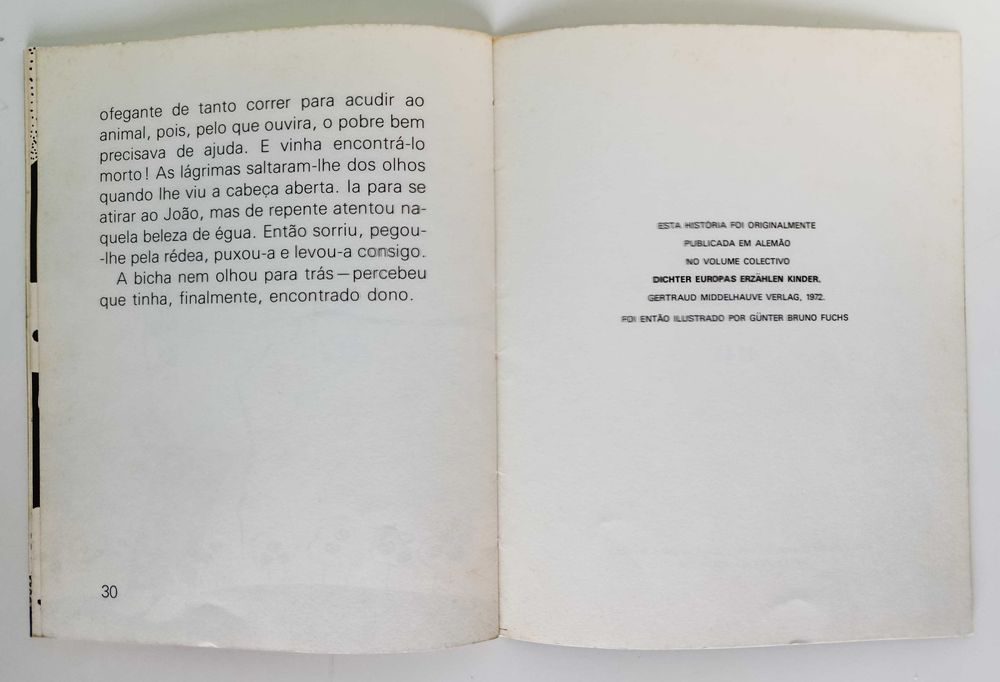 ofegante de tanto correr para acudir ao
animal, pois, pelo que ouvira, o pobre bem
precisava de ajuda. E vinha encontrá-lo
morto! As lágrimas saltaram-lhe dos olhos
quando lhe viu a cabeça aberta. Ia para se
atirar ao João, mas de repente atentou na-
quela beleza de égua. Então sorriu, pegou-
-lhe pela rédea, puxou-a e levou-a consigo.
A bicha nem olhou para trás — percebeu
que tinha, finalmente, encontrado dono.
30
ESTA HISTÓRIA FOI ORIGINALMENTE
PUBLICADA EM ALEMÃO
NO VOLUME COLECTIVO
DICHTER EUROPAS ERZÄHLEN KINDER,
GERTRAUD MIDDELHAUVE VERLAG, 1972.
FOI ENTÃO ILUSTRADO POR GÜNTER BRUNO FUCHS